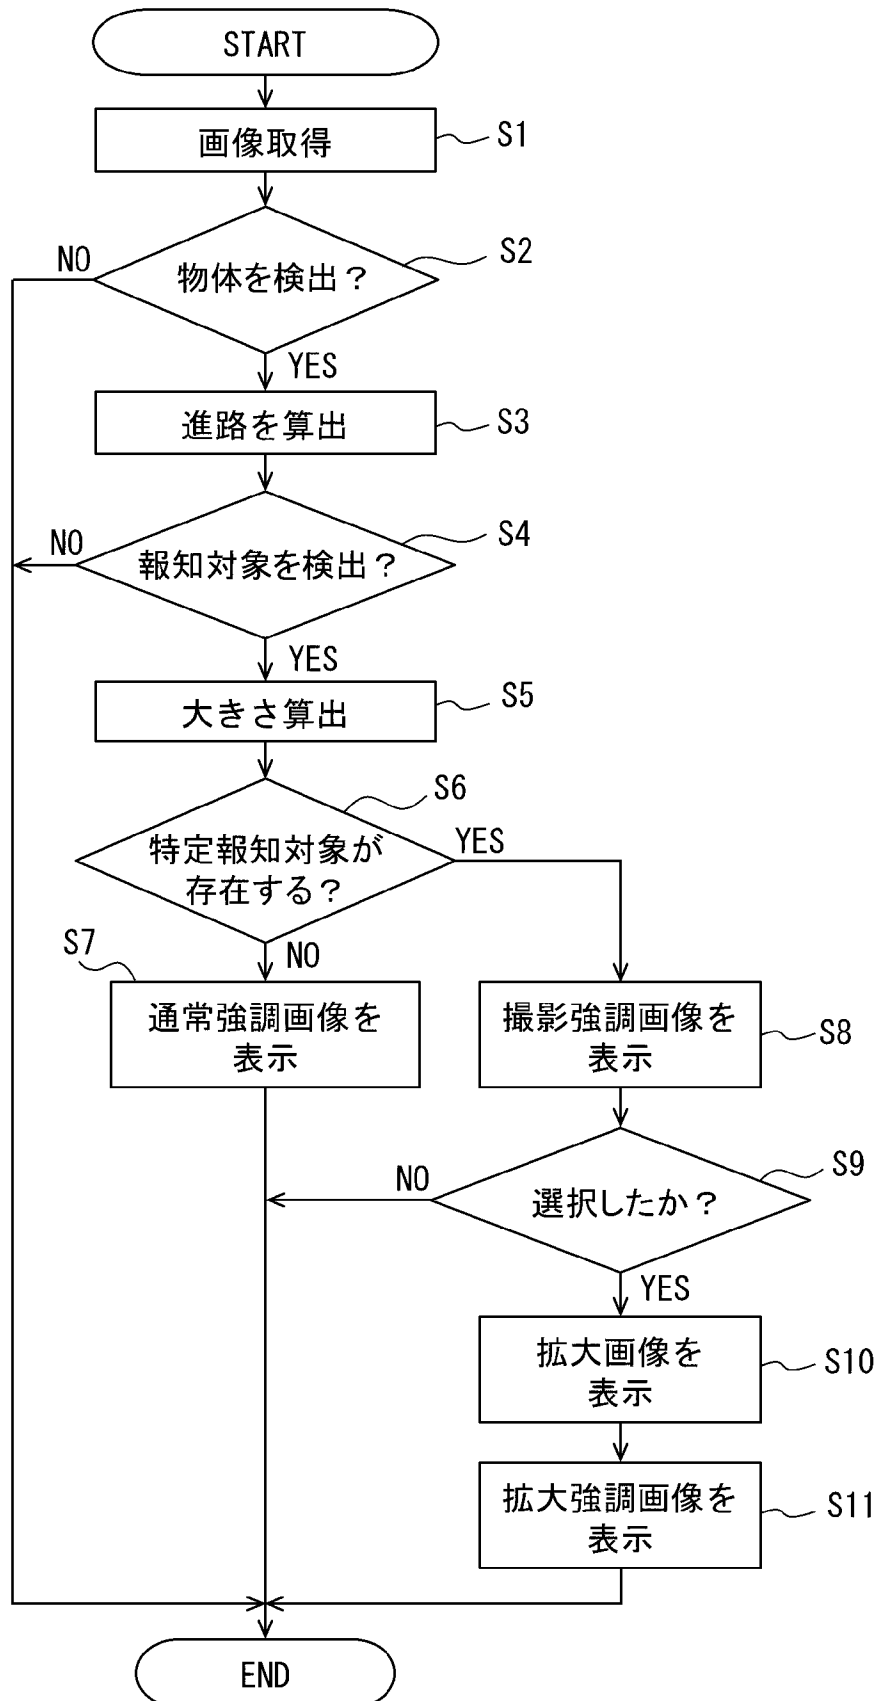 START
画像取得
S1
物体を検出？
S2
NO
YES
進路を算出
S3
報知対象を検出？
S4
NO
YES
大きさ算出
S5
特定報知対象が
存在する？
S6
YES
NO
S7
通常強調画像を
表示
撮影強調画像を
表示
S8
選択したか？
S9
NO
YES
拡大画像を
表示
S10
拡大強調画像を
表示
S11
END